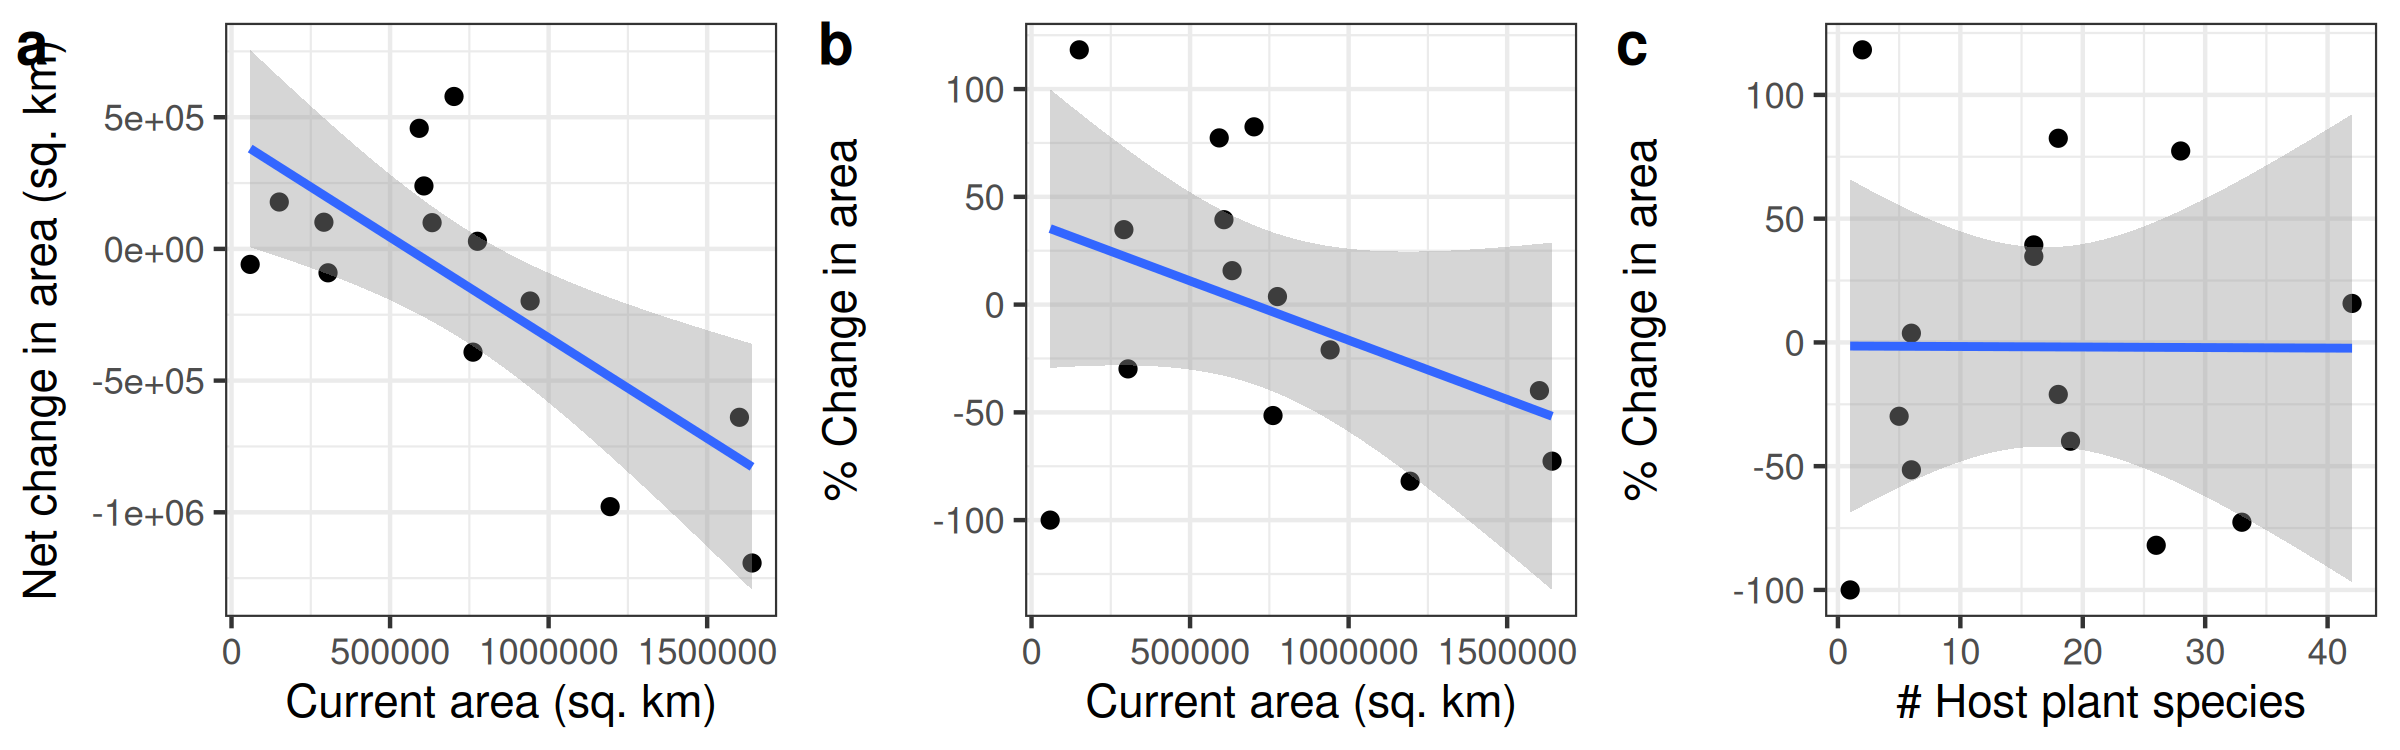 a
Net change in area (sq. km)
5e+05
0e+00
-5e+05
-1e+06
0 500000 1000000 1500000
Current area (sq. km)
b
% Change in area
100
50
0
-50
-100
0 500000 1000000 1500000
Current area (sq. km)
c
% Change in area
100
50
0
-50
-100
0 10 20 30 40
# Host plant species